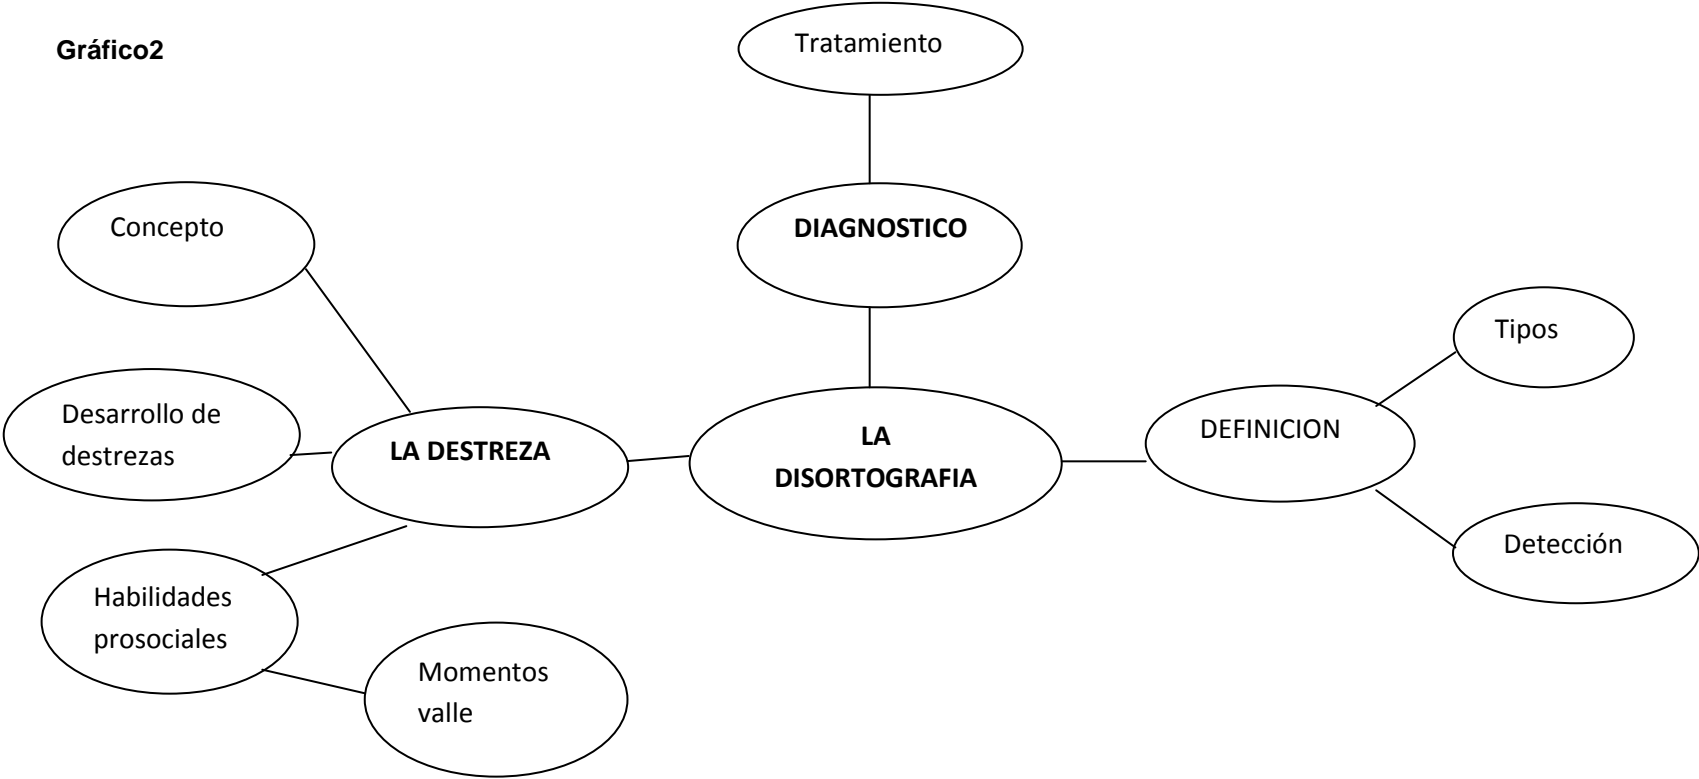 Gráfico2
Tratamiento
DIAGNOSTICO
Concepto
Desarrollo de
destrezas
LA DESTREZA
Habilidades
prosociales
Momentos
valle
LA
DISORTOGRAFIA
DEFINICION
Tipos
Detección